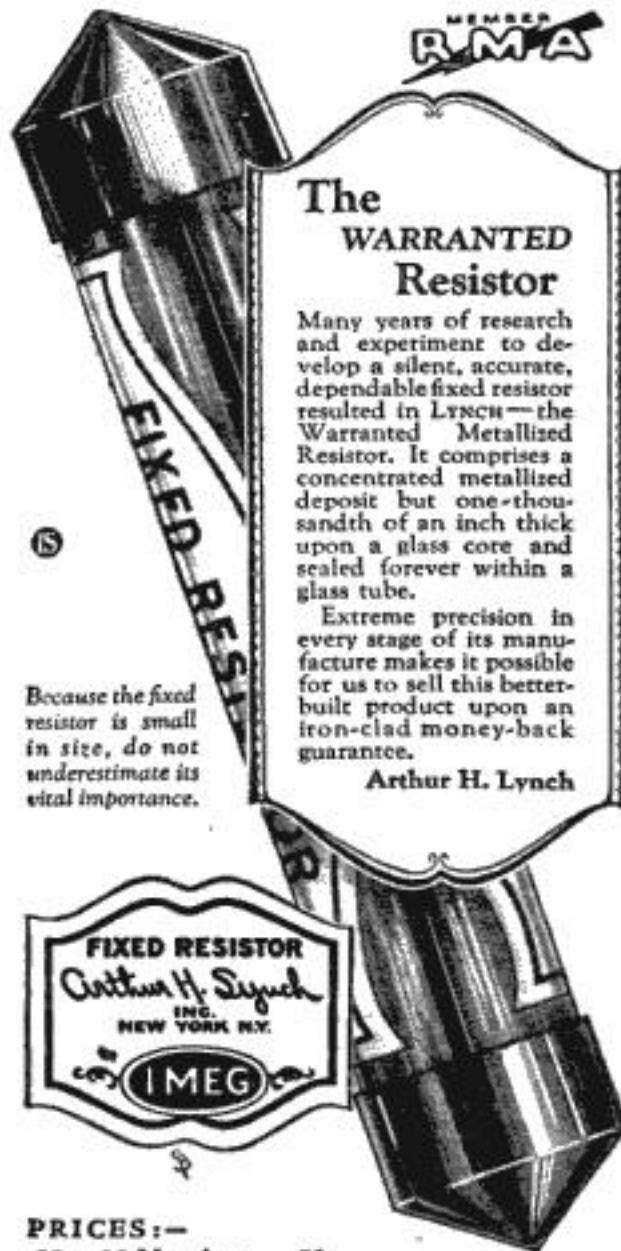 MEMBER
RMA
The
WARRANTED
Resistor
Many years of research
and experiment to de-
velop a silent, accurate,
dependable fixed resistor
resulted in LYNCH—the
Warranted Metallized
Resistor. It comprises a
concentrated metallized
deposit but one-thou-
sandth of an inch thick
upon a glass core and
sealed forever within a
glass tube.
Extreme precision in
every stage of its manu-
facture makes it possible
for us to sell this better-
built product upon an
iron-clad money-back
guarantee.
Arthur H. Lynch
FIXED RESI
OR
Because the fixed
resistor is small
in size, do not
underestimate its
vital importance.
FIXED RESISTOR
Arthur H. Lynch
INC.
NEW YORK N.Y.
1 MEG
PRICES:—